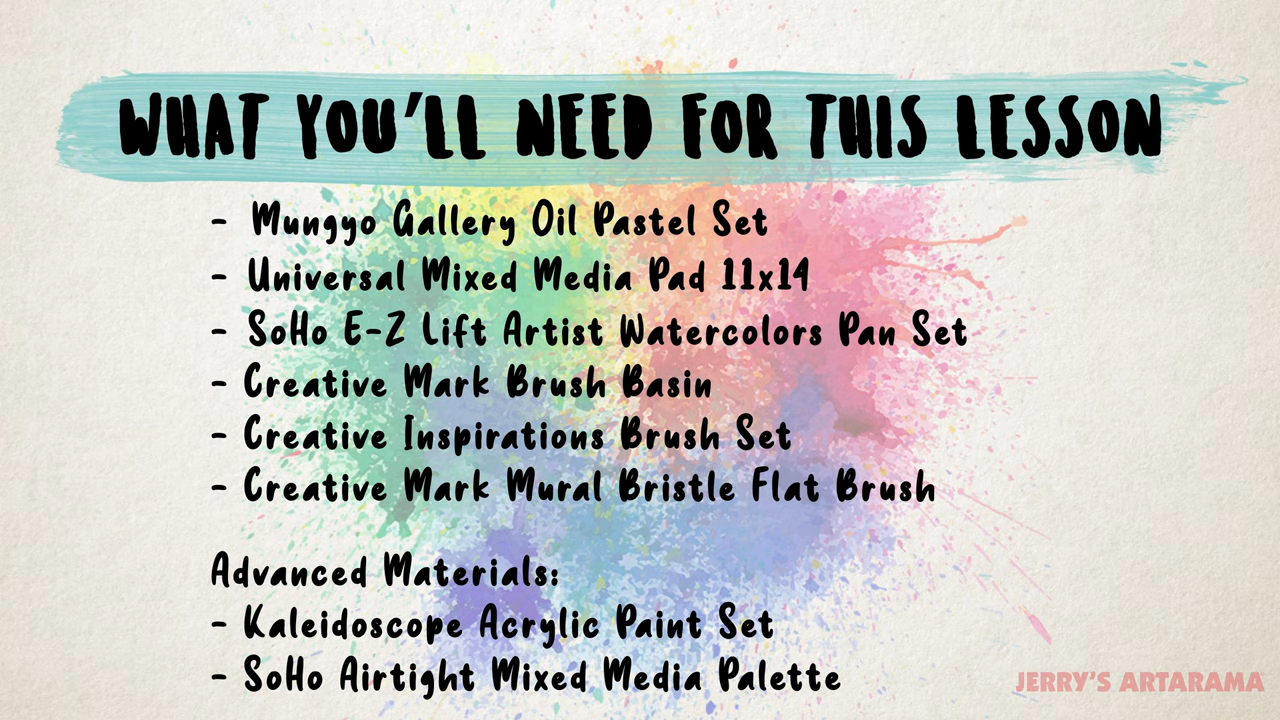 WHAT YOU'LL NEED FOR THIS LESSON
- Mungyo Gallery Oil Pastel Set
- Universal Mixed Media Pad 11x14
- SoHo E-Z Lift Artist Watercolors Pan Set
- Creative Mark Brush Basin
- Creative Inspirations Brush Set
- Creative Mark Mural Bristle Flat Brush
Advanced Materials:
- Kaleidoscope Acrylic Paint Set
- SoHo Airtight Mixed Media Palette
JERRY'S ARTARAMA